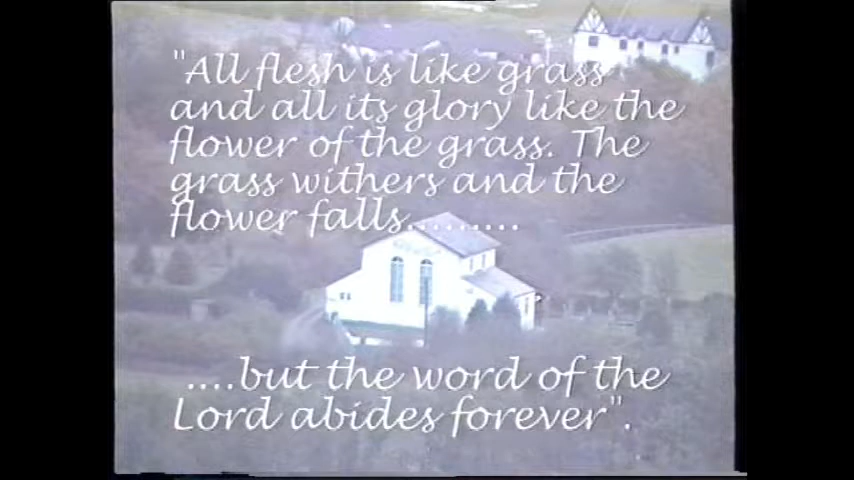 "All flesh is like grass
and all its glory like the
flower of the grass. The
grass withers and the
flower falls.........
....but the word of the
Lord abides forever".